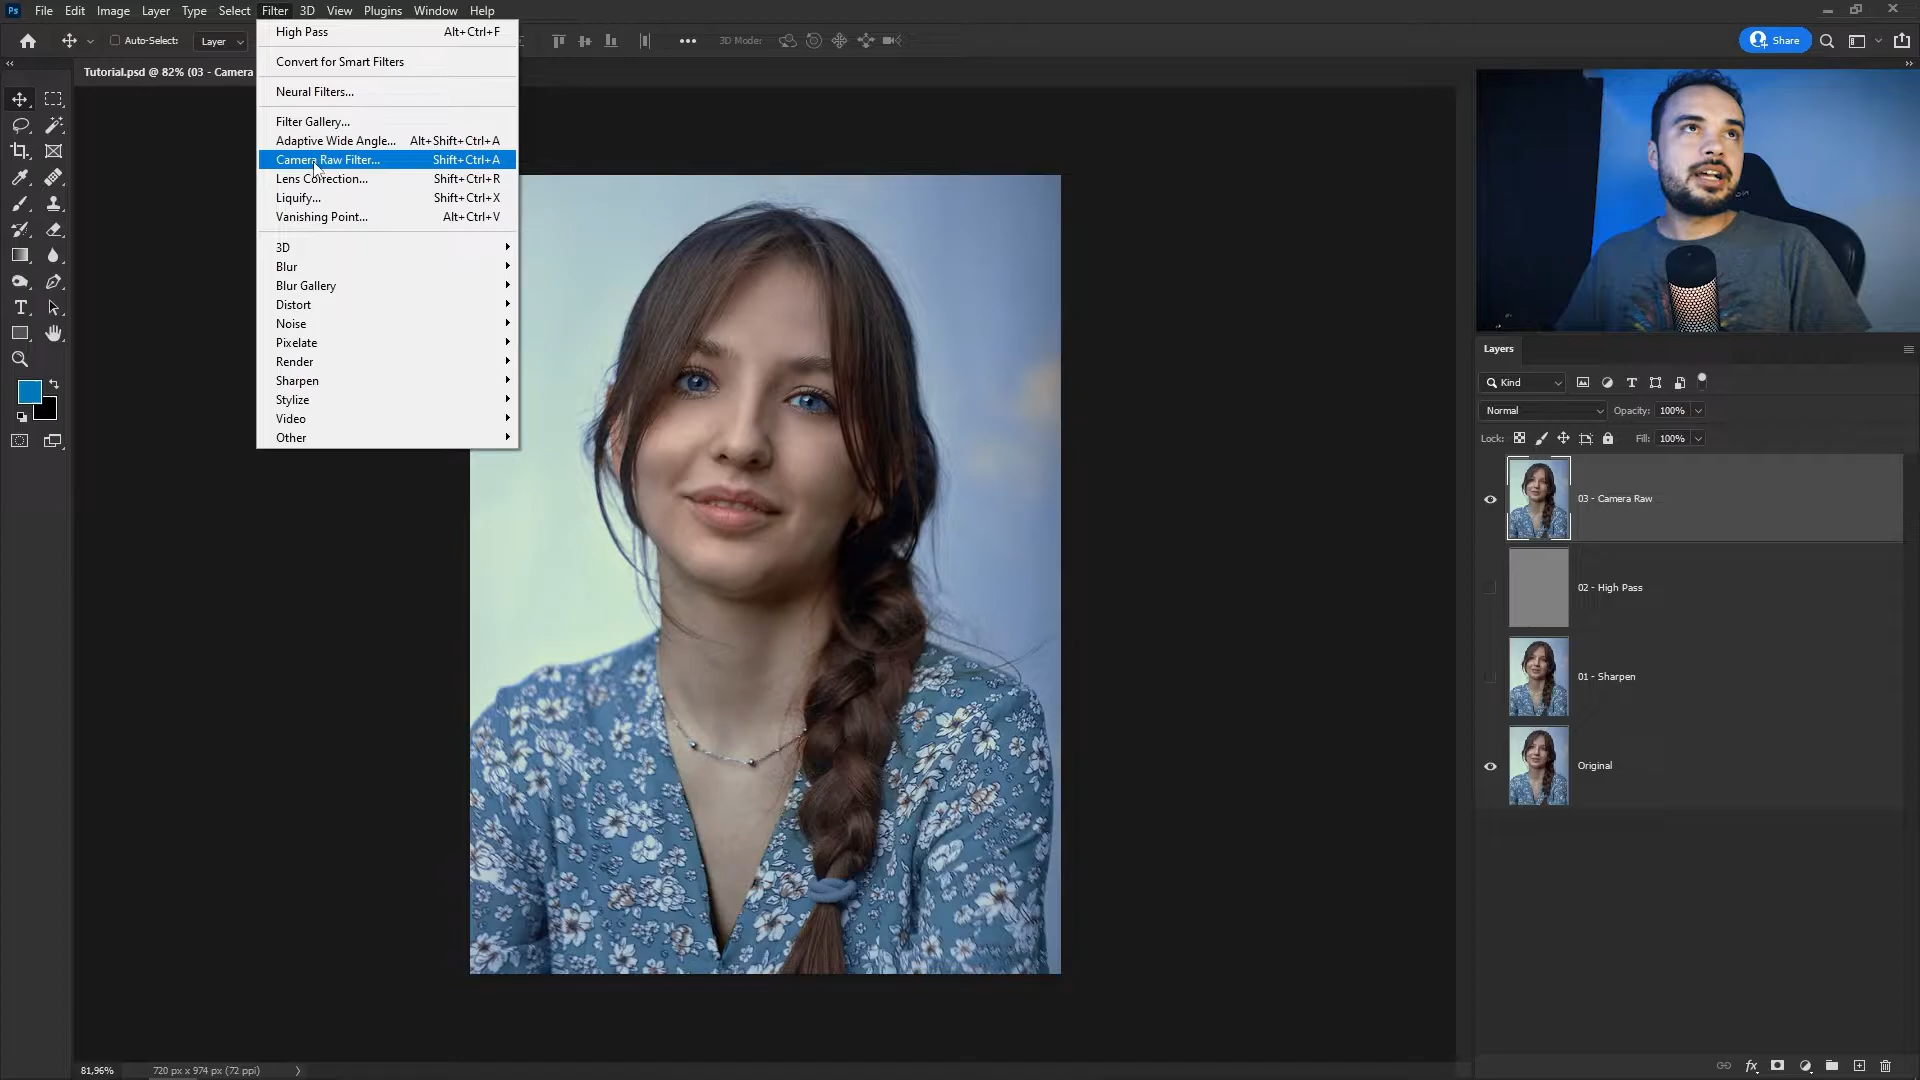 Ps File Edit Image Layer Type Select Filter 3D View Plugins Window Help
Auto-Select: Layer 3D Mode: Share
Tutorial.psd @ 82% (03 - Camera
High Pass Alt+Ctrl+F
Convert for Smart Filters
Neural Filters...
Filter Gallery...
Adaptive Wide Angle... Alt+Shift+Ctrl+A
Camera Raw Filter... Shift+Ctrl+A
Lens Correction... Shift+Ctrl+R
Liquify... Shift+Ctrl+X
Vanishing Point... Alt+Ctrl+V
3D
Blur
Blur Gallery
Distort
Noise
Pixelate
Render
Sharpen
Stylize
Video
Other
Layers
Kind
Normal Opacity: 100%
Lock: Fill: 100%
03 - Camera Raw
02 - High Pass
01 - Sharpen
Original
81,96% 720 px x 974 px (72 ppi)
fx